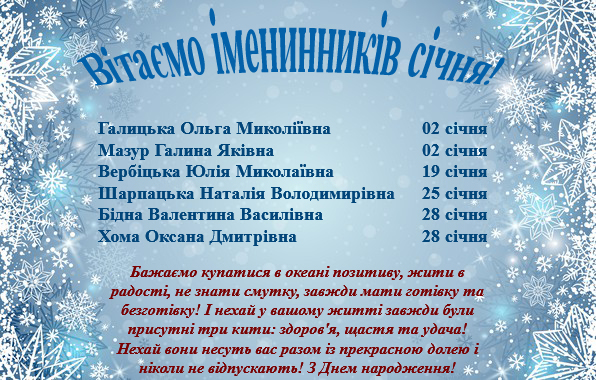 Вітаємо іменинників січня!
Галицька Ольга Миколіївна 02 січня
Мазур Галина Яківна 02 січня
Вербіцька Юлія Миколаївна 19 січня
Шарпацька Наталія Володимирівна 25 січня
Бідна Валентина Василівна 28 січня
Хома Оксана Дмитрівна 28 січня
Бажаємо купатися в океані позитиву, жити в
радості, не знати смутку, завжди мати готівку та
безготівку! І нехай у вашому житті завжди були
присутні три кити: здоров'я, щастя та удача!
Нехай вони несуть вас разом із прекрасною долею і
ніколи не відпускають! З Днем народження!